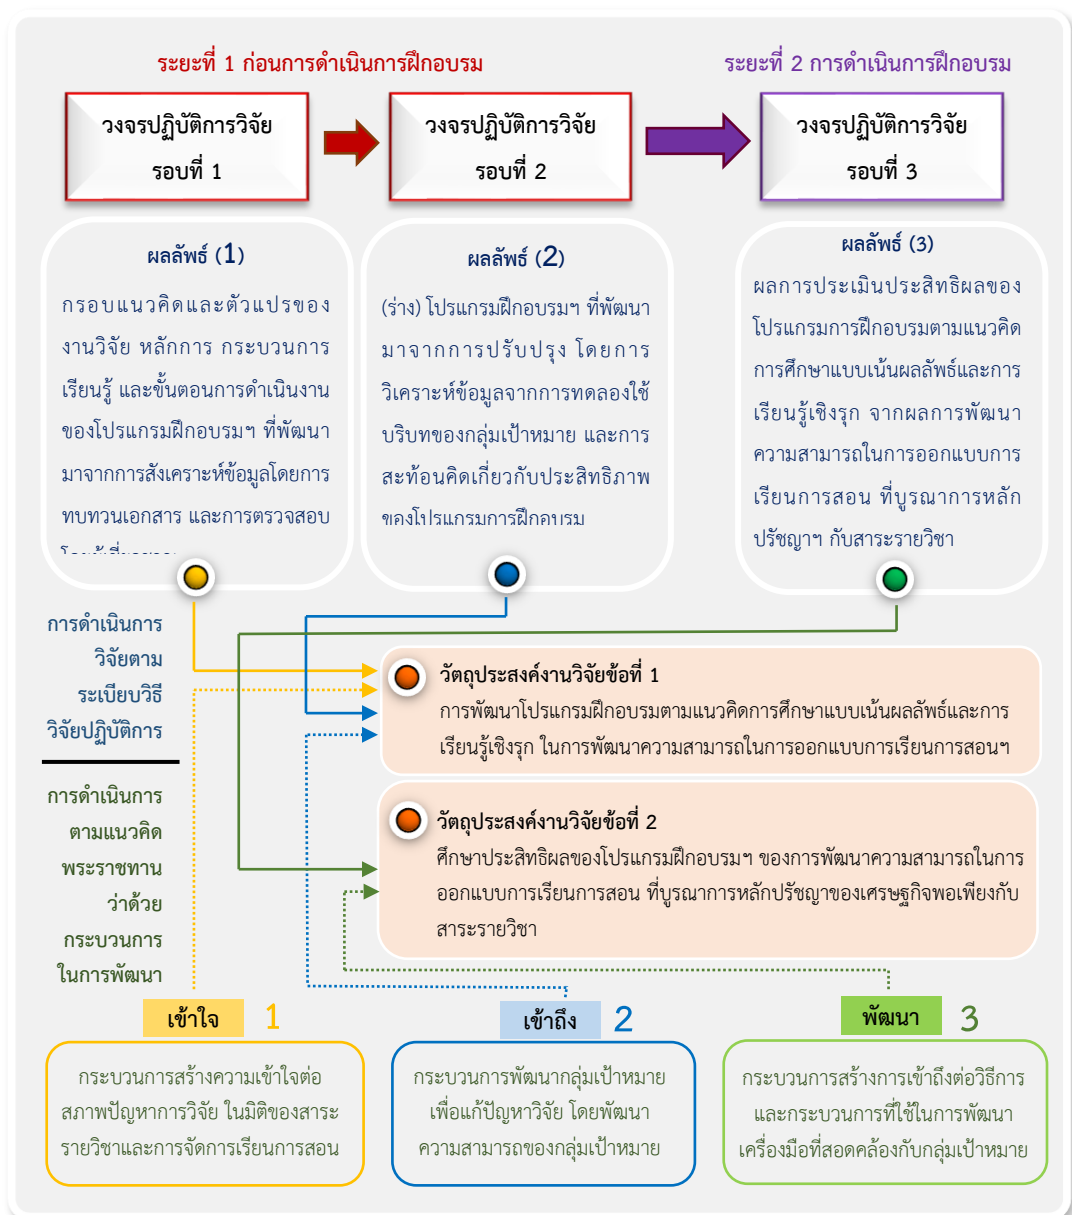 ระยะที่ 1 ก่อนการดำเนินการฝึกอบรม
ระยะที่ 2 การดำเนินการฝึกอบรม
วงจรปฏิบัติการวิจัย
รอบที่ 1
วงจรปฏิบัติการวิจัย
รอบที่ 2
วงจรปฏิบัติการวิจัย
รอบที่ 3
ผลลัพธ์ (1)
กรอบแนวคิดและตัวแปรของ
งานวิจัย หลักการ กระบวนการ
เรียนรู้ และขั้นตอนการดำเนินงาน
ของโปรแกรมฝึกอบรมฯ ที่พัฒนา
มาจากการสังเคราะห์ข้อมูลโดยการ
ทบทวนเอกสาร และการตรวจสอบ
ผลลัพธ์ (2)
(ร่าง) โปรแกรมฝึกอบรมฯ ที่พัฒนา
มาจากการปรับปรุง โดยการ
วิเคราะห์ข้อมูลจากการทดลองใช้
บริบทของกลุ่มเป้าหมาย และการ
สะท้อนคิดเกี่ยวกับประสิทธิภาพ
ของโปรแกรมการฝึกอบรม
ผลลัพธ์ (3)
ผลการประเมินประสิทธิผลของ
โปรแกรมการฝึกอบรมตามแนวคิด
การศึกษาแบบเน้นผลลัพธ์และการ
เรียนรู้เชิงรุก จากผลการพัฒนา
ความสามารถในการออกแบบการ
เรียนการสอน ที่บูรณาการหลัก
ปรัชญาฯ กับสาระรายวิชา
การดำเนินการ
วิจัยตาม
ระเบียบวิธี
วิจัยปฏิบัติการ
การดำเนินการ
ตามแนวคิด
พระราชทาน
ว่าด้วย
กระบวนการ
ในการพัฒนา
วัตถุประสงค์งานวิจัยข้อที่ 1
การพัฒนาโปรแกรมฝึกอบรมตามแนวคิดการศึกษาแบบเน้นผลลัพธ์และการ
เรียนรู้เชิงรุก ในการพัฒนาความสามารถในการออกแบบการเรียนการสอนฯ
วัตถุประสงค์งานวิจัยข้อที่ 2
ศึกษาประสิทธิผลของโปรแกรมฝึกอบรมฯ ของการพัฒนาความสามารถในการ
ออกแบบการเรียนการสอน ที่บูรณาการหลักปรัชญาของเศรษฐกิจพอเพียงกับ
สาระรายวิชา
เข้าใจ 1
กระบวนการสร้างความเข้าใจต่อ
สภาพปัญหาการวิจัย ในมิติของสาระ
รายวิชาและการจัดการเรียนการสอน
เข้าถึง 2
กระบวนการพัฒนากลุ่มเป้าหมาย
เพื่อแก้ปัญหาวิจัย โดยพัฒนา
ความสามารถของกลุ่มเป้าหมาย
พัฒนา 3
กระบวนการสร้างการเข้าถึงต่อวิธีการ
และกระบวนการที่ใช้ในการพัฒนา
เครื่องมือที่สอดคล้องกับกลุ่มเป้าหมาย